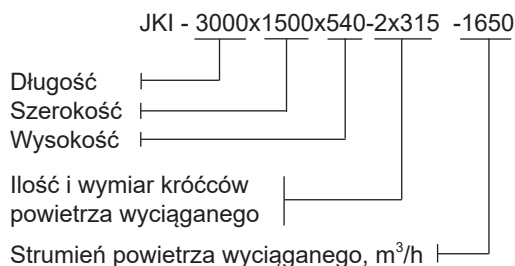 JKI - 3000x1500x540-2x315 -1650
Długość
Szerokość
Wysokość
Ilość i wymiar króćców
powietrza wyciąganego
Strumień powietrza wyciąganego, m³/h